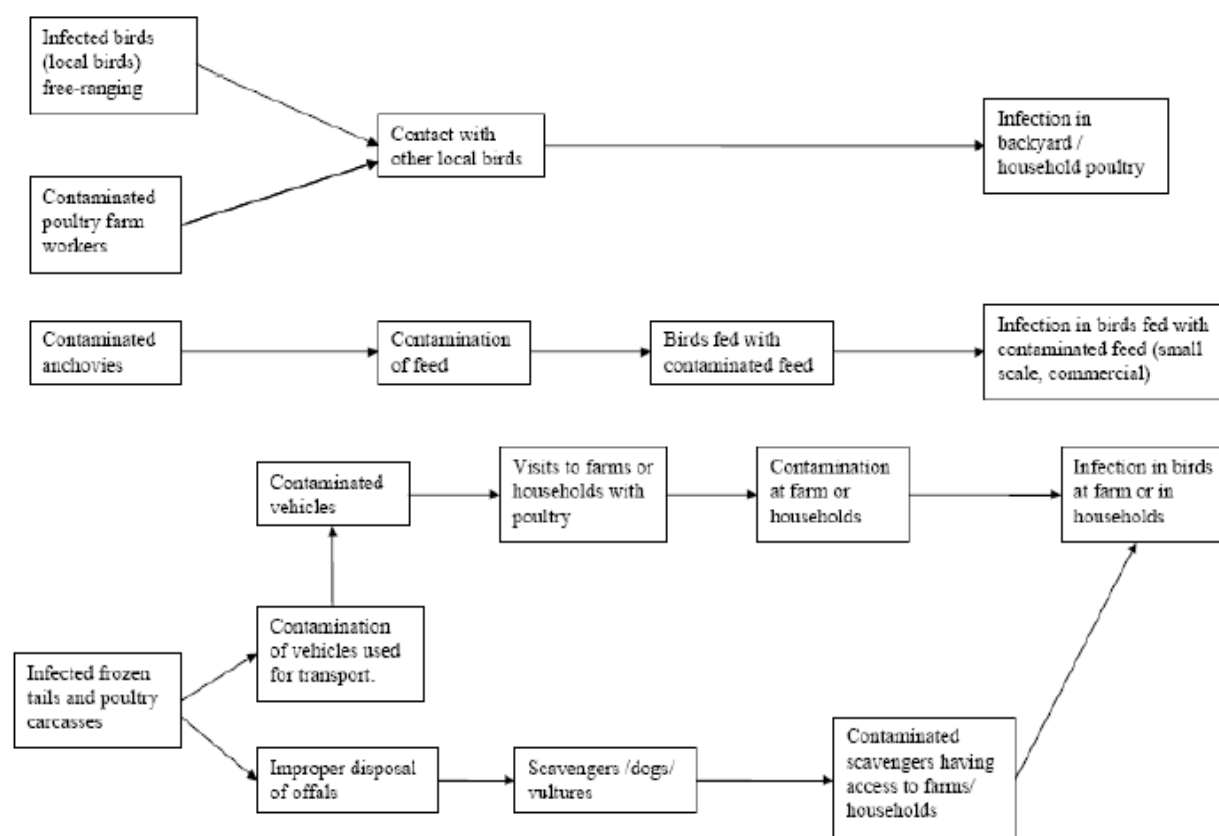 Infected birds
(local birds)
free-ranging
Contact with
other local birds
Infection in
backyard /
household poultry
Contaminated
poultry farm
workers
Contaminated
anchovies
Contamination
of feed
Birds fed with
contaminated feed
Infection in birds fed with
contaminated feed (small
scale, commercial)
Contaminated
vehicles
Visits to farms or
households with
poultry
Contamination
at farm or
households
Infection in birds
at farm or in
households
Contamination
of vehicles used
for transport.
Infected frozen
tails and poultry
carcasses
Improper disposal
of offals
Scavengers /dogs/
vultures
Contaminated
scavengers having
access to farms/
households